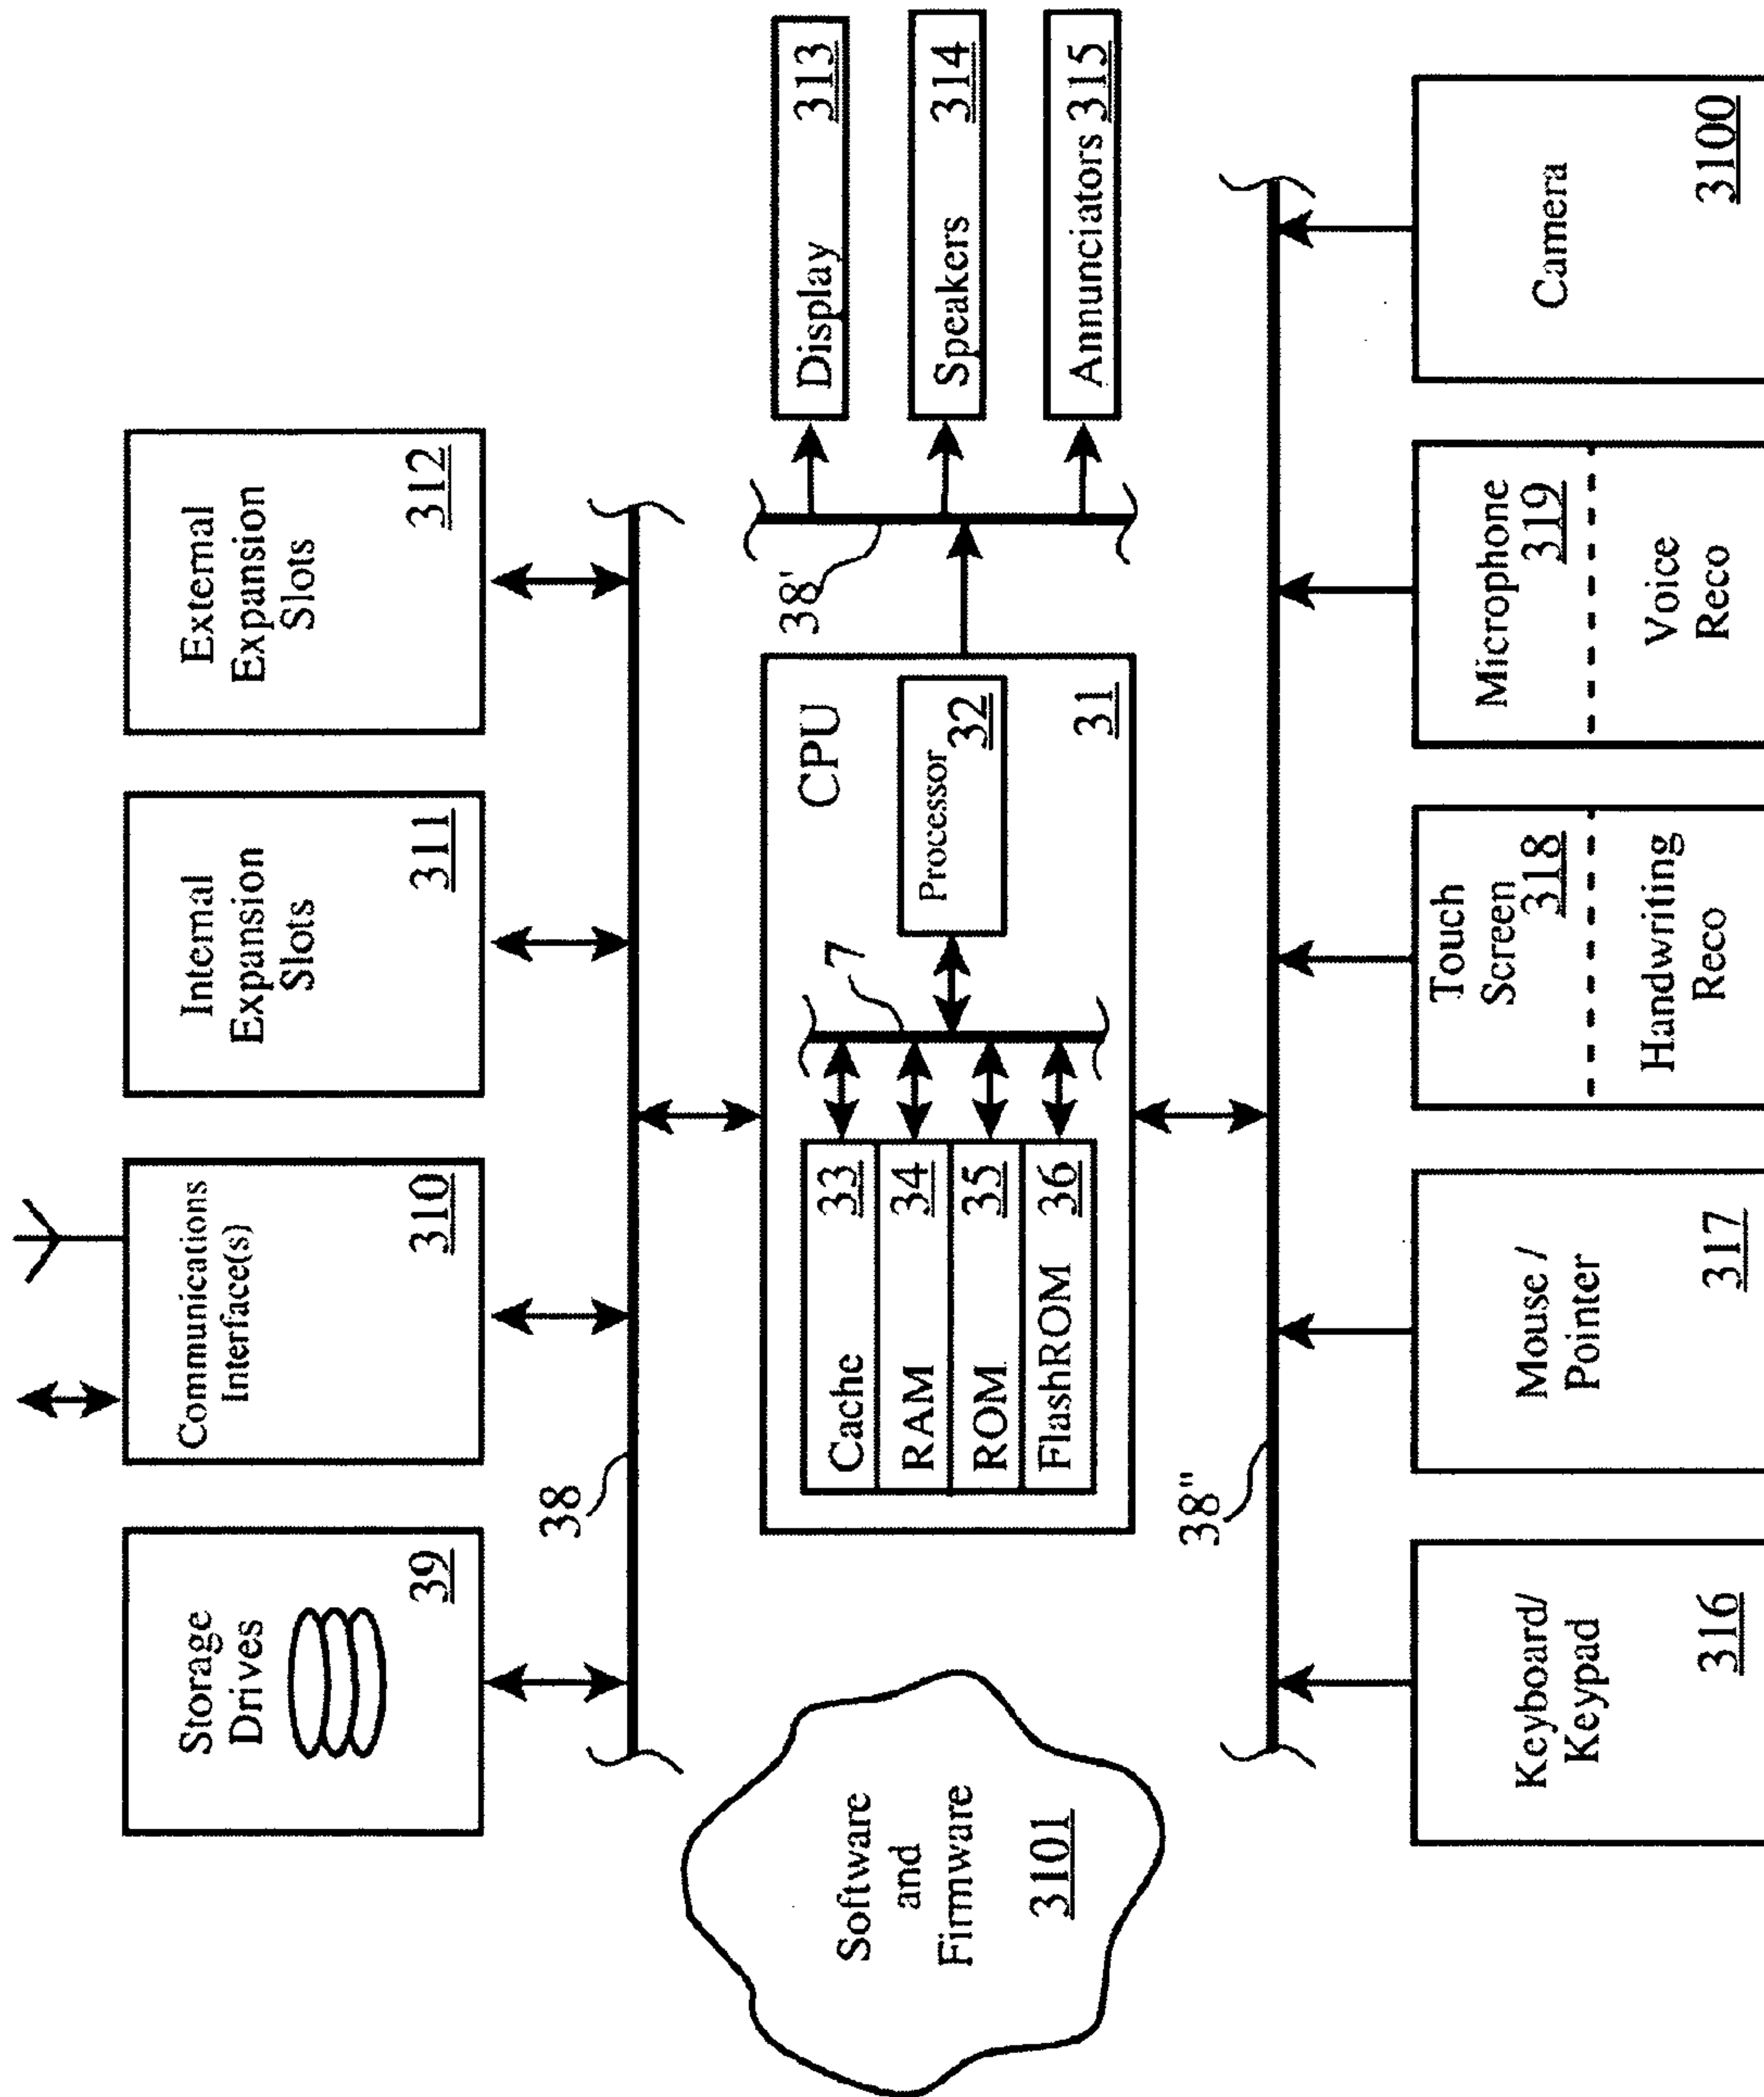 Storage
Drives
39
Communications
Interface(s)
310
Internal
Expansion
Slots
311
External
Expansion
Slots
312
38
Software
and
Firmware
3101
CPU
Cache 33
RAM 34
ROM 35
FlashROM 36
7
Processor
32
31
38'
Display 313
Speakers 314
Annunciators 315
38"
Keyboard/
Keypad
316
Mouse /
Pointer
317
Touch
Screen
318
Handwriting
Reco
Microphone
319
Voice
Reco
Camera
3100